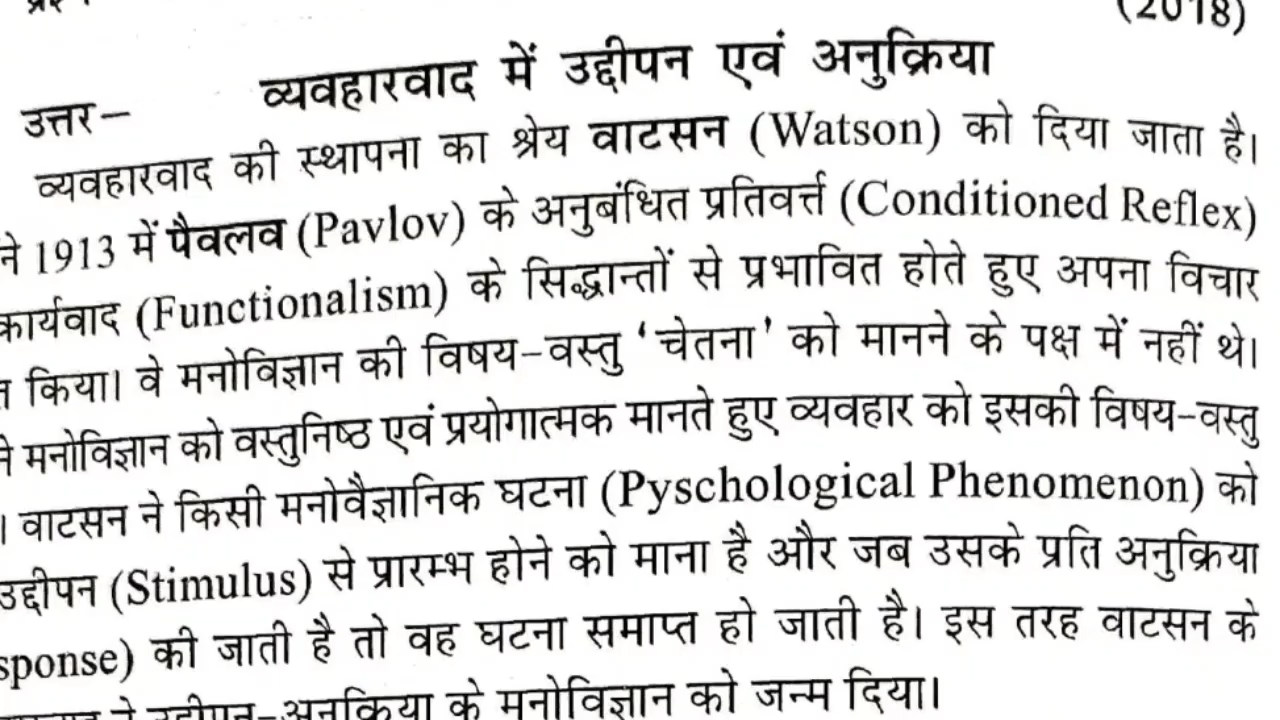 (2018)
व्यवहारवाद में उद्दीपन एवं अनुक्रिया
उत्तर–
व्यवहारवाद की स्थापना का श्रेय वाटसन (Watson) को दिया जाता है।
ने 1913 में पैवलव (Pavlov) के अनुबंधित प्रतिवर्त्त (Conditioned Reflex)
कार्यवाद (Functionalism) के सिद्धान्तों से प्रभावित होते हुए अपना विचार
किया। वे मनोविज्ञान की विषय-वस्तु ‘चेतना’ को मानने के पक्ष में नहीं थे।
ने मनोविज्ञान को वस्तुनिष्ठ एवं प्रयोगात्मक मानते हुए व्यवहार को इसकी विषय-वस्तु
। वाटसन ने किसी मनोवैज्ञानिक घटना (Pyschological Phenomenon) को
उद्दीपन (Stimulus) से प्रारम्भ होने को माना है और जब उसके प्रति अनुक्रिया
sponse) की जाती है तो वह घटना समाप्त हो जाती है। इस तरह वाटसन के
ने उद्दीपन-अनुक्रिया के मनोविज्ञान को जन्म दिया।